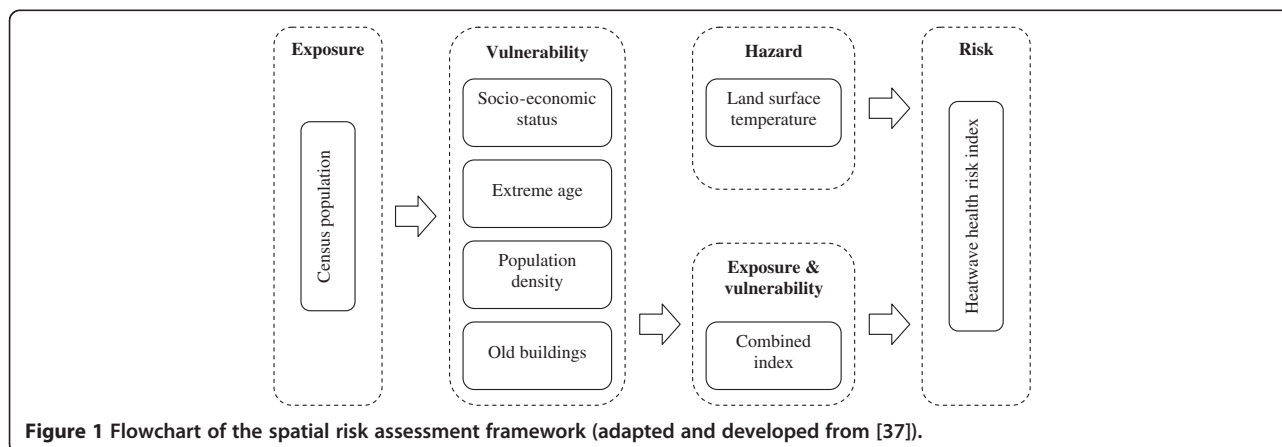 Exposure
Census population
Vulnerability
Socio-economic
status
Extreme age
Population
density
Old buildings
Hazard
Land surface
temperature
Exposure &
vulnerability
Combined
index
Risk
Heatwave health risk index
Figure 1 Flowchart of the spatial risk assessment framework (adapted and developed from [37]).